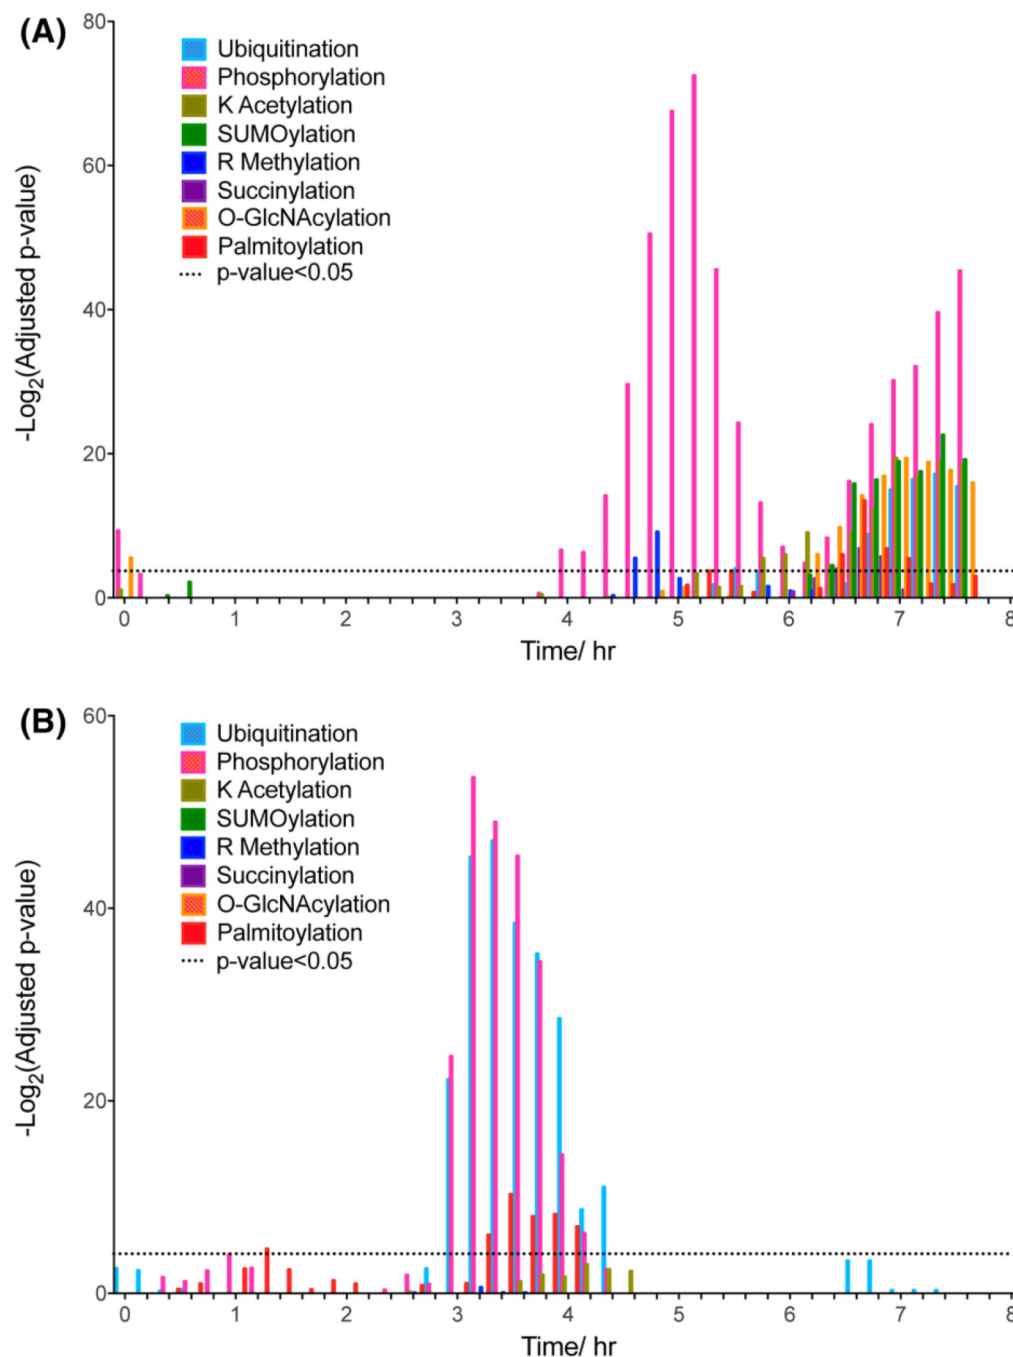 (A)
80
60
40
20
0
-Log2(Adjusted p-value)
Ubiquitination
Phosphorylation
K Acetylation
SUMOylation
R Methylation
Succinylation
O-GlcNAcylation
Palmitoylation
p-value<0.05
0 1 2 3 4 5 6 7 8
Time/ hr
(B)
60
40
20
0
-Log2(Adjusted p-value)
Ubiquitination
Phosphorylation
K Acetylation
SUMOylation
R Methylation
Succinylation
O-GlcNAcylation
Palmitoylation
p-value<0.05
0 1 2 3 4 5 6 7 8
Time/ hr